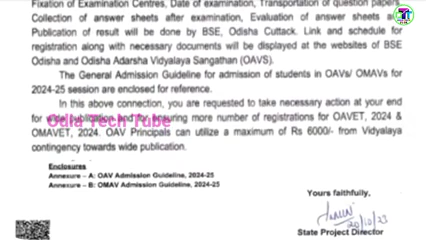 Fixation of Examination Centres, Date of examination, Transportation of question papers,
Collection of answer sheets after examination, Evaluation of answer sheets and
Publication of result will be done by BSE, Odisha Cuttack. Link and schedule for
registration along with necessary documents will be displayed at the websites of BSE
Odisha and Odisha Adarsha Vidyalaya Sangathan (OAVS).
The General Admission Guideline for admission of students in OAVs/ OMAVs for
2024-25 session are enclosed for reference.
In this above connection, you are requested to take necessary action at your end
for wide publication and for ensuring more number of registrations for OAVET, 2024 &
Odia Tech Tube
OMAVET, 2024. OAV Principals can utilize a maximum of Rs 6000/- from Vidyalaya
contingency towards wide publication.
Enclosures
Annexure – A: OAV Admission Guideline, 2024-25
Annexure – B: OMAV Admission Guideline, 2024-25
Yours faithfully,
20/10/23
State Project Director